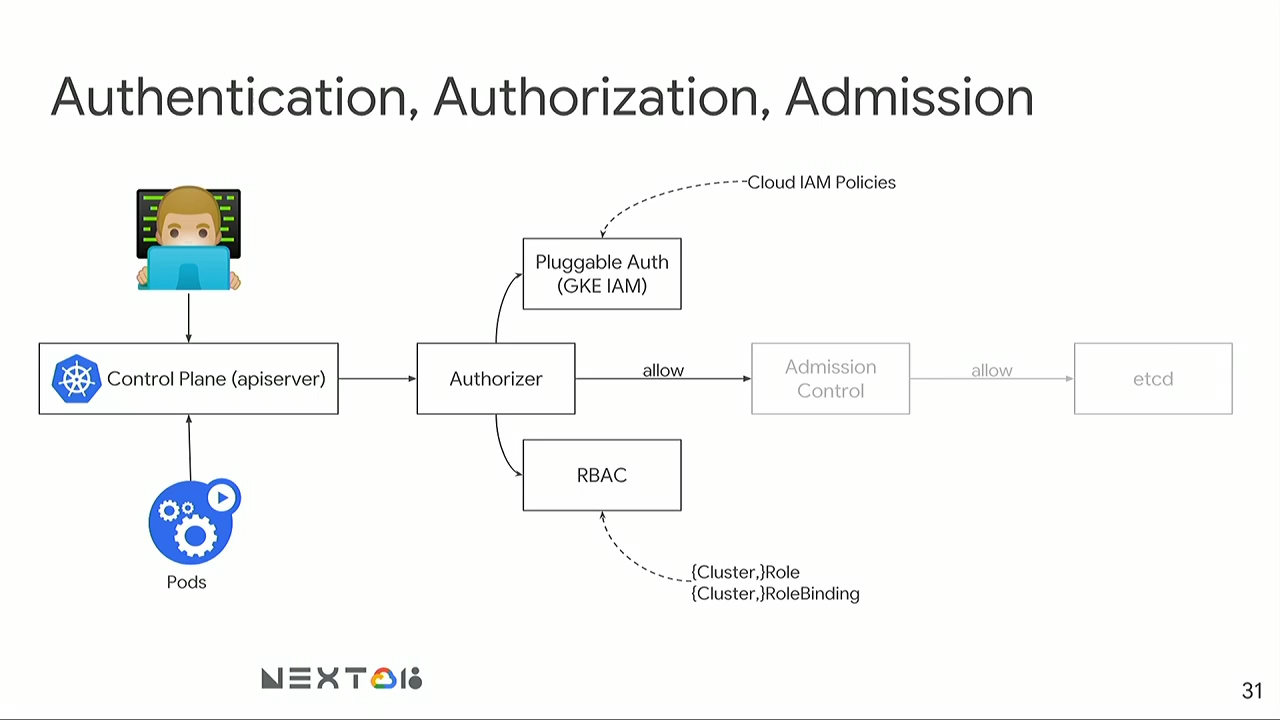 Authentication, Authorization, Admission
Cloud IAM Policies
Pluggable Auth
(GKE IAM)
Control Plane (apiserver)
Authorizer
allow
Admission
Control
allow
etcd
RBAC
Pods
{Cluster,}Role
{Cluster,}RoleBinding
NEXT 18
31